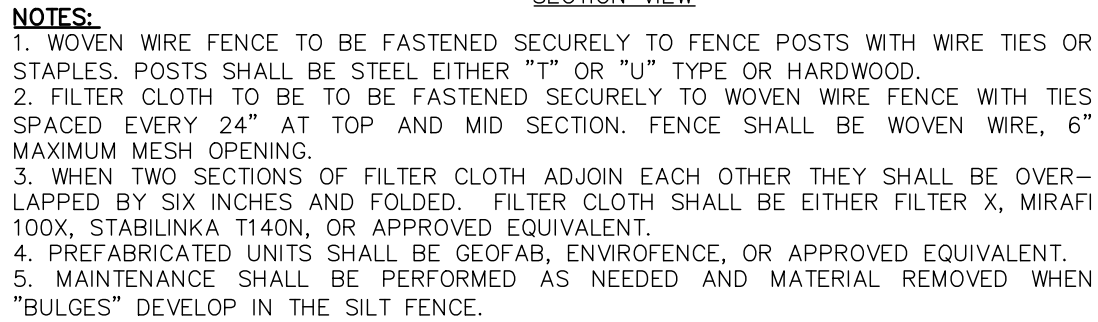 SECTION VIEW
NOTES:
1. WOVEN WIRE FENCE TO BE FASTENED SECURELY TO FENCE POSTS WITH WIRE TIES OR
STAPLES. POSTS SHALL BE STEEL EITHER "T" OR "U" TYPE OR HARDWOOD.
2. FILTER CLOTH TO BE TO BE FASTENED SECURELY TO WOVEN WIRE FENCE WITH TIES
SPACED EVERY 24" AT TOP AND MID SECTION. FENCE SHALL BE WOVEN WIRE, 6"
MAXIMUM MESH OPENING.
3. WHEN TWO SECTIONS OF FILTER CLOTH ADJOIN EACH OTHER THEY SHALL BE OVER-
LAPPED BY SIX INCHES AND FOLDED. FILTER CLOTH SHALL BE EITHER FILTER X, MIRAFI
100X, STABILINKA T140N, OR APPROVED EQUIVALENT.
4. PREFABRICATED UNITS SHALL BE GEOFAB, ENVIROFENCE, OR APPROVED EQUIVALENT.
5. MAINTENANCE SHALL BE PERFORMED AS NEEDED AND MATERIAL REMOVED WHEN
"BULGES" DEVELOP IN THE SILT FENCE.